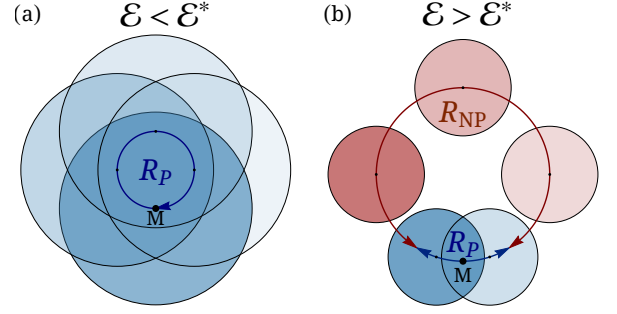 (a) ℰ < ℰ*
R_P
M
(b) ℰ > ℰ*
R_NP
R_P
M